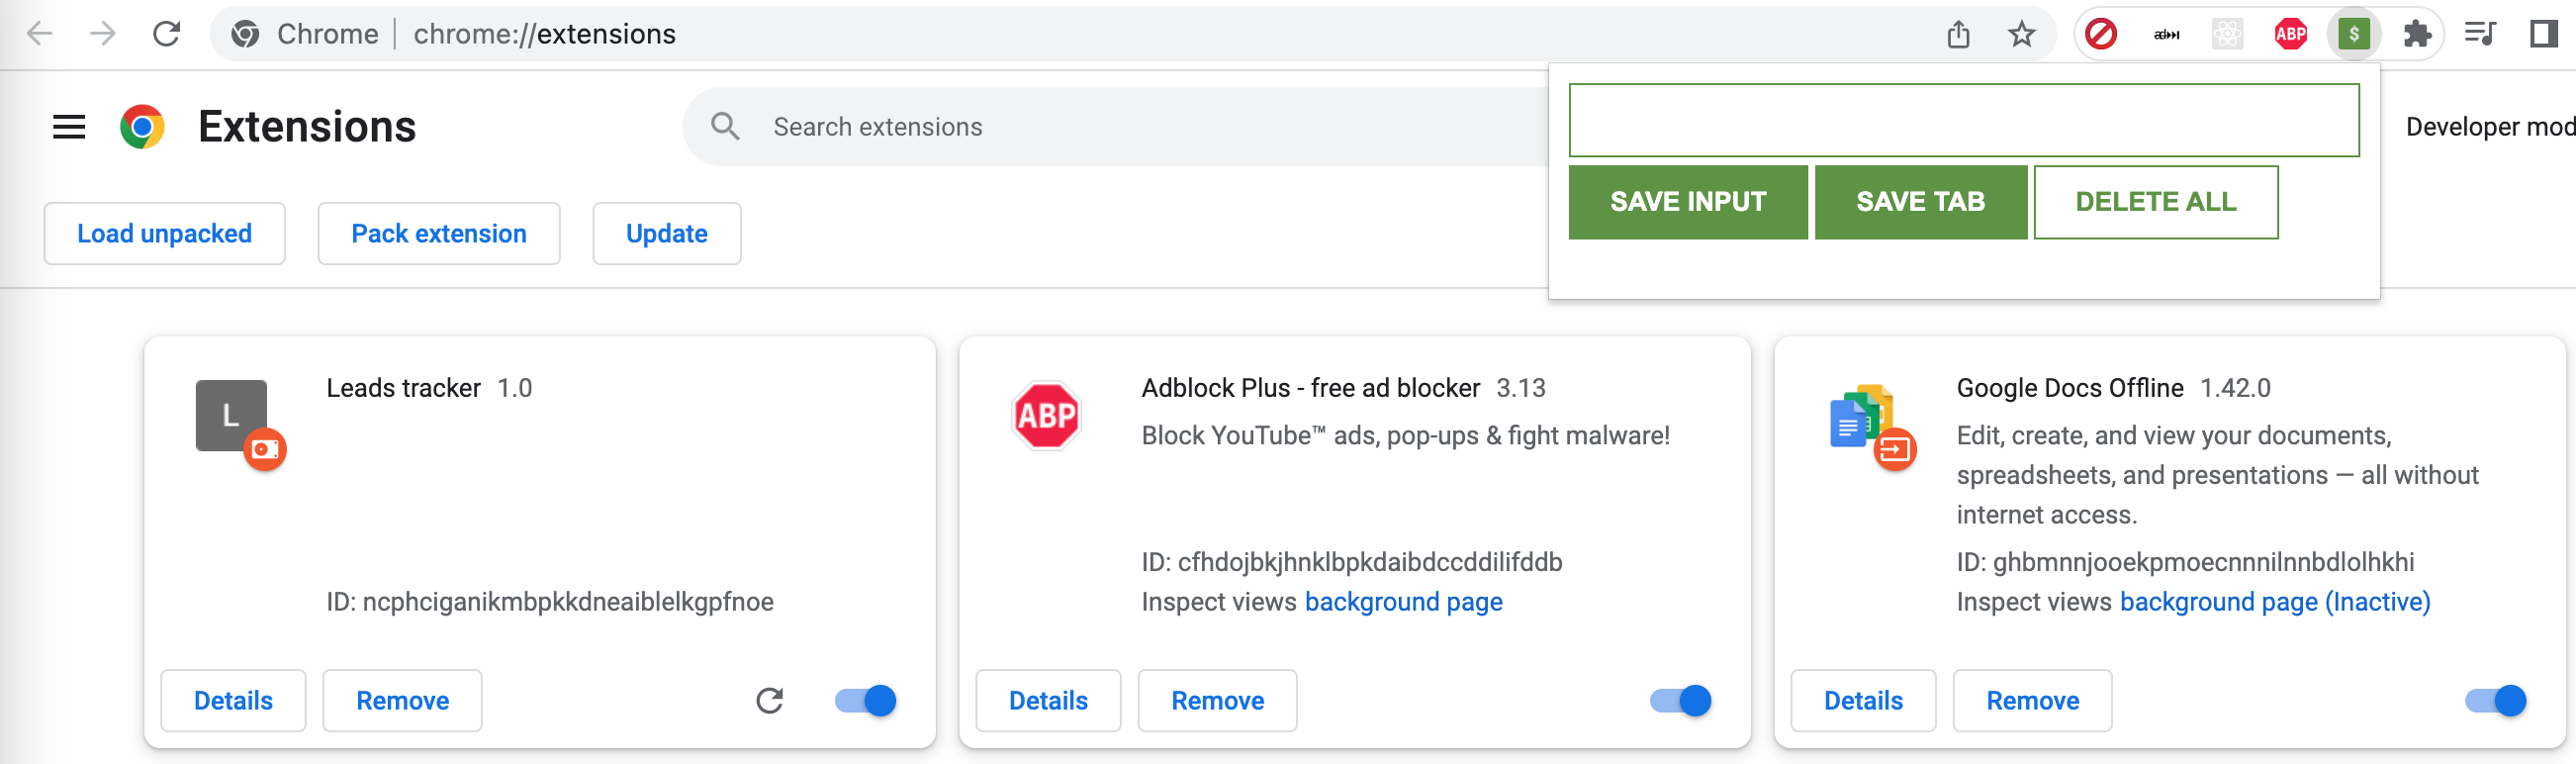 Chrome | chrome://extensions
ABP
$
Extensions
Search extensions
Developer mod
SAVE INPUT SAVE TAB DELETE ALL
Load unpacked Pack extension Update
L
Leads tracker 1.0
ID: ncphciganikmbpkkdneaiblelkgpfnoe
Details Remove
ABP
Adblock Plus - free ad blocker 3.13
Block YouTube™ ads, pop-ups & fight malware!
ID: cfhdojbkjhnklbpkdaibdccddilifddb
Inspect views background page
Details Remove
Google Docs Offline 1.42.0
Edit, create, and view your documents,
spreadsheets, and presentations — all without
internet access.
ID: ghbmnnjooekpmoecnnnilnnbdlolhkhi
Inspect views background page (Inactive)
Details Remove